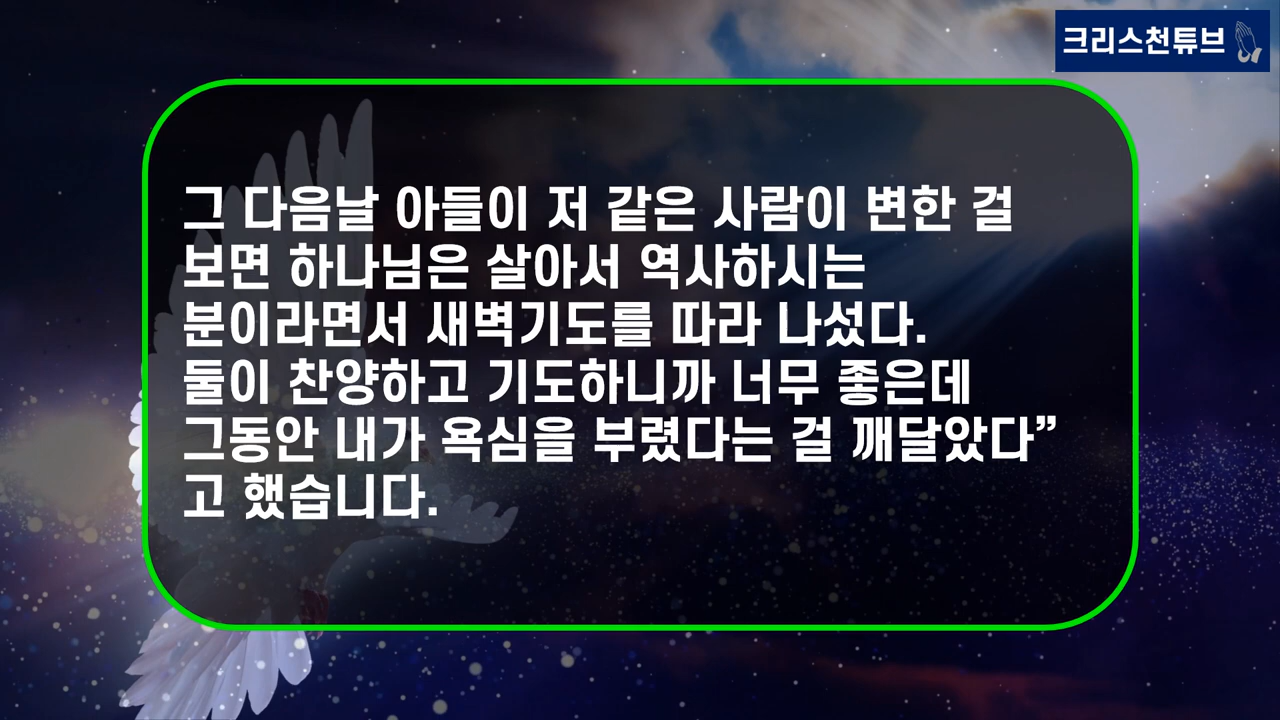 크리스천튜브
그 다음날 아들이 저 같은 사람이 변한 걸
보면 하나님은 살아서 역사하시는
분이라면서 새벽기도를 따라 나섰다.
둘이 찬양하고 기도하니까 너무 좋은데
그동안 내가 욕심을 부렸다는 걸 깨달았다”
고 했습니다.